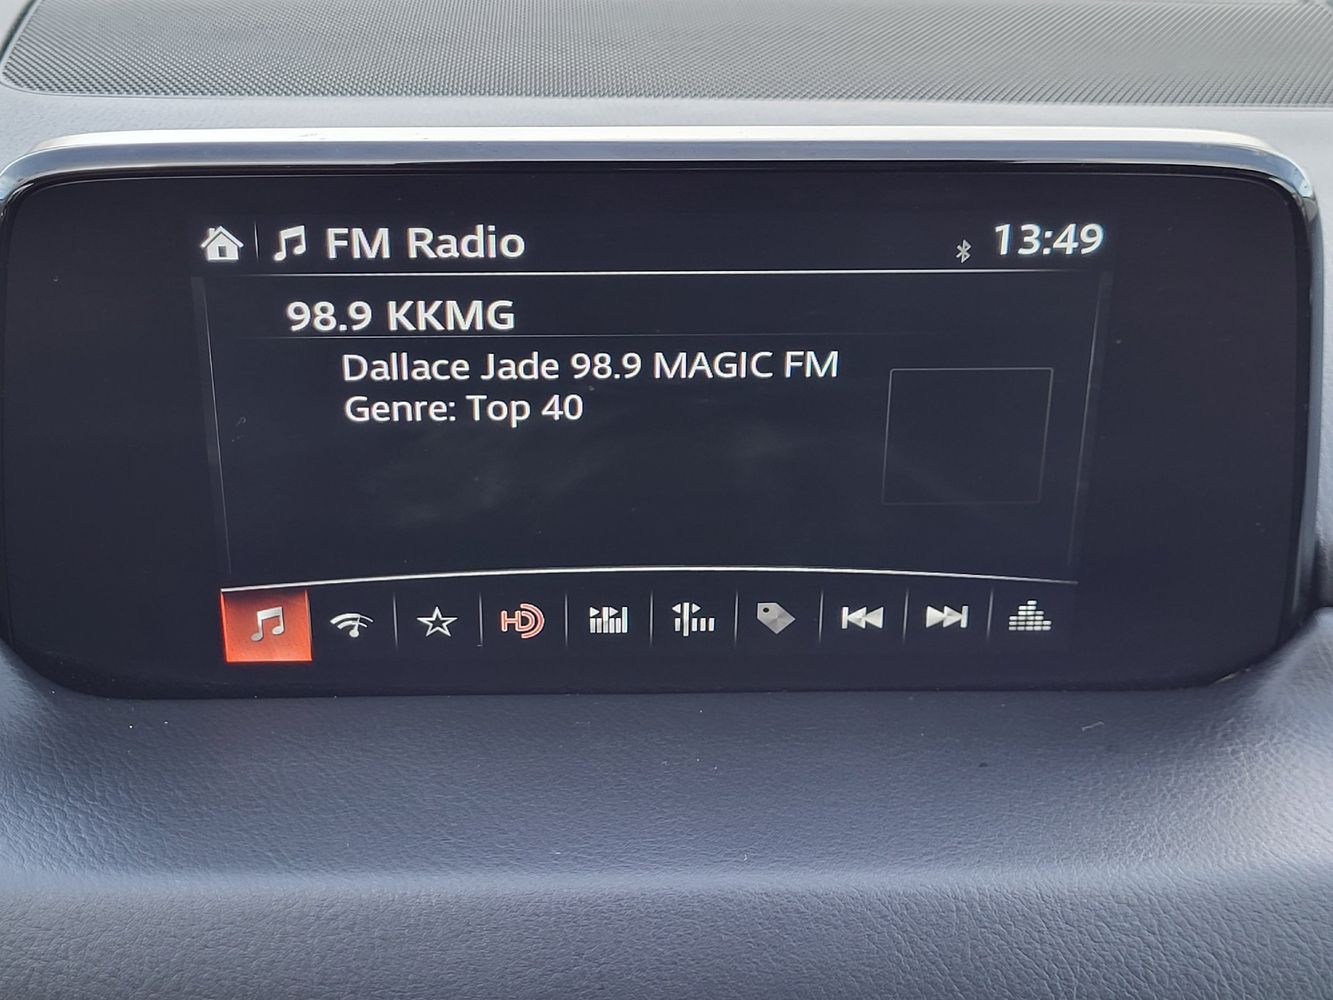 FM Radio
13:49
98.9 KKMG
Dallace Jade 98.9 MAGIC FM
Genre: Top 40
HD